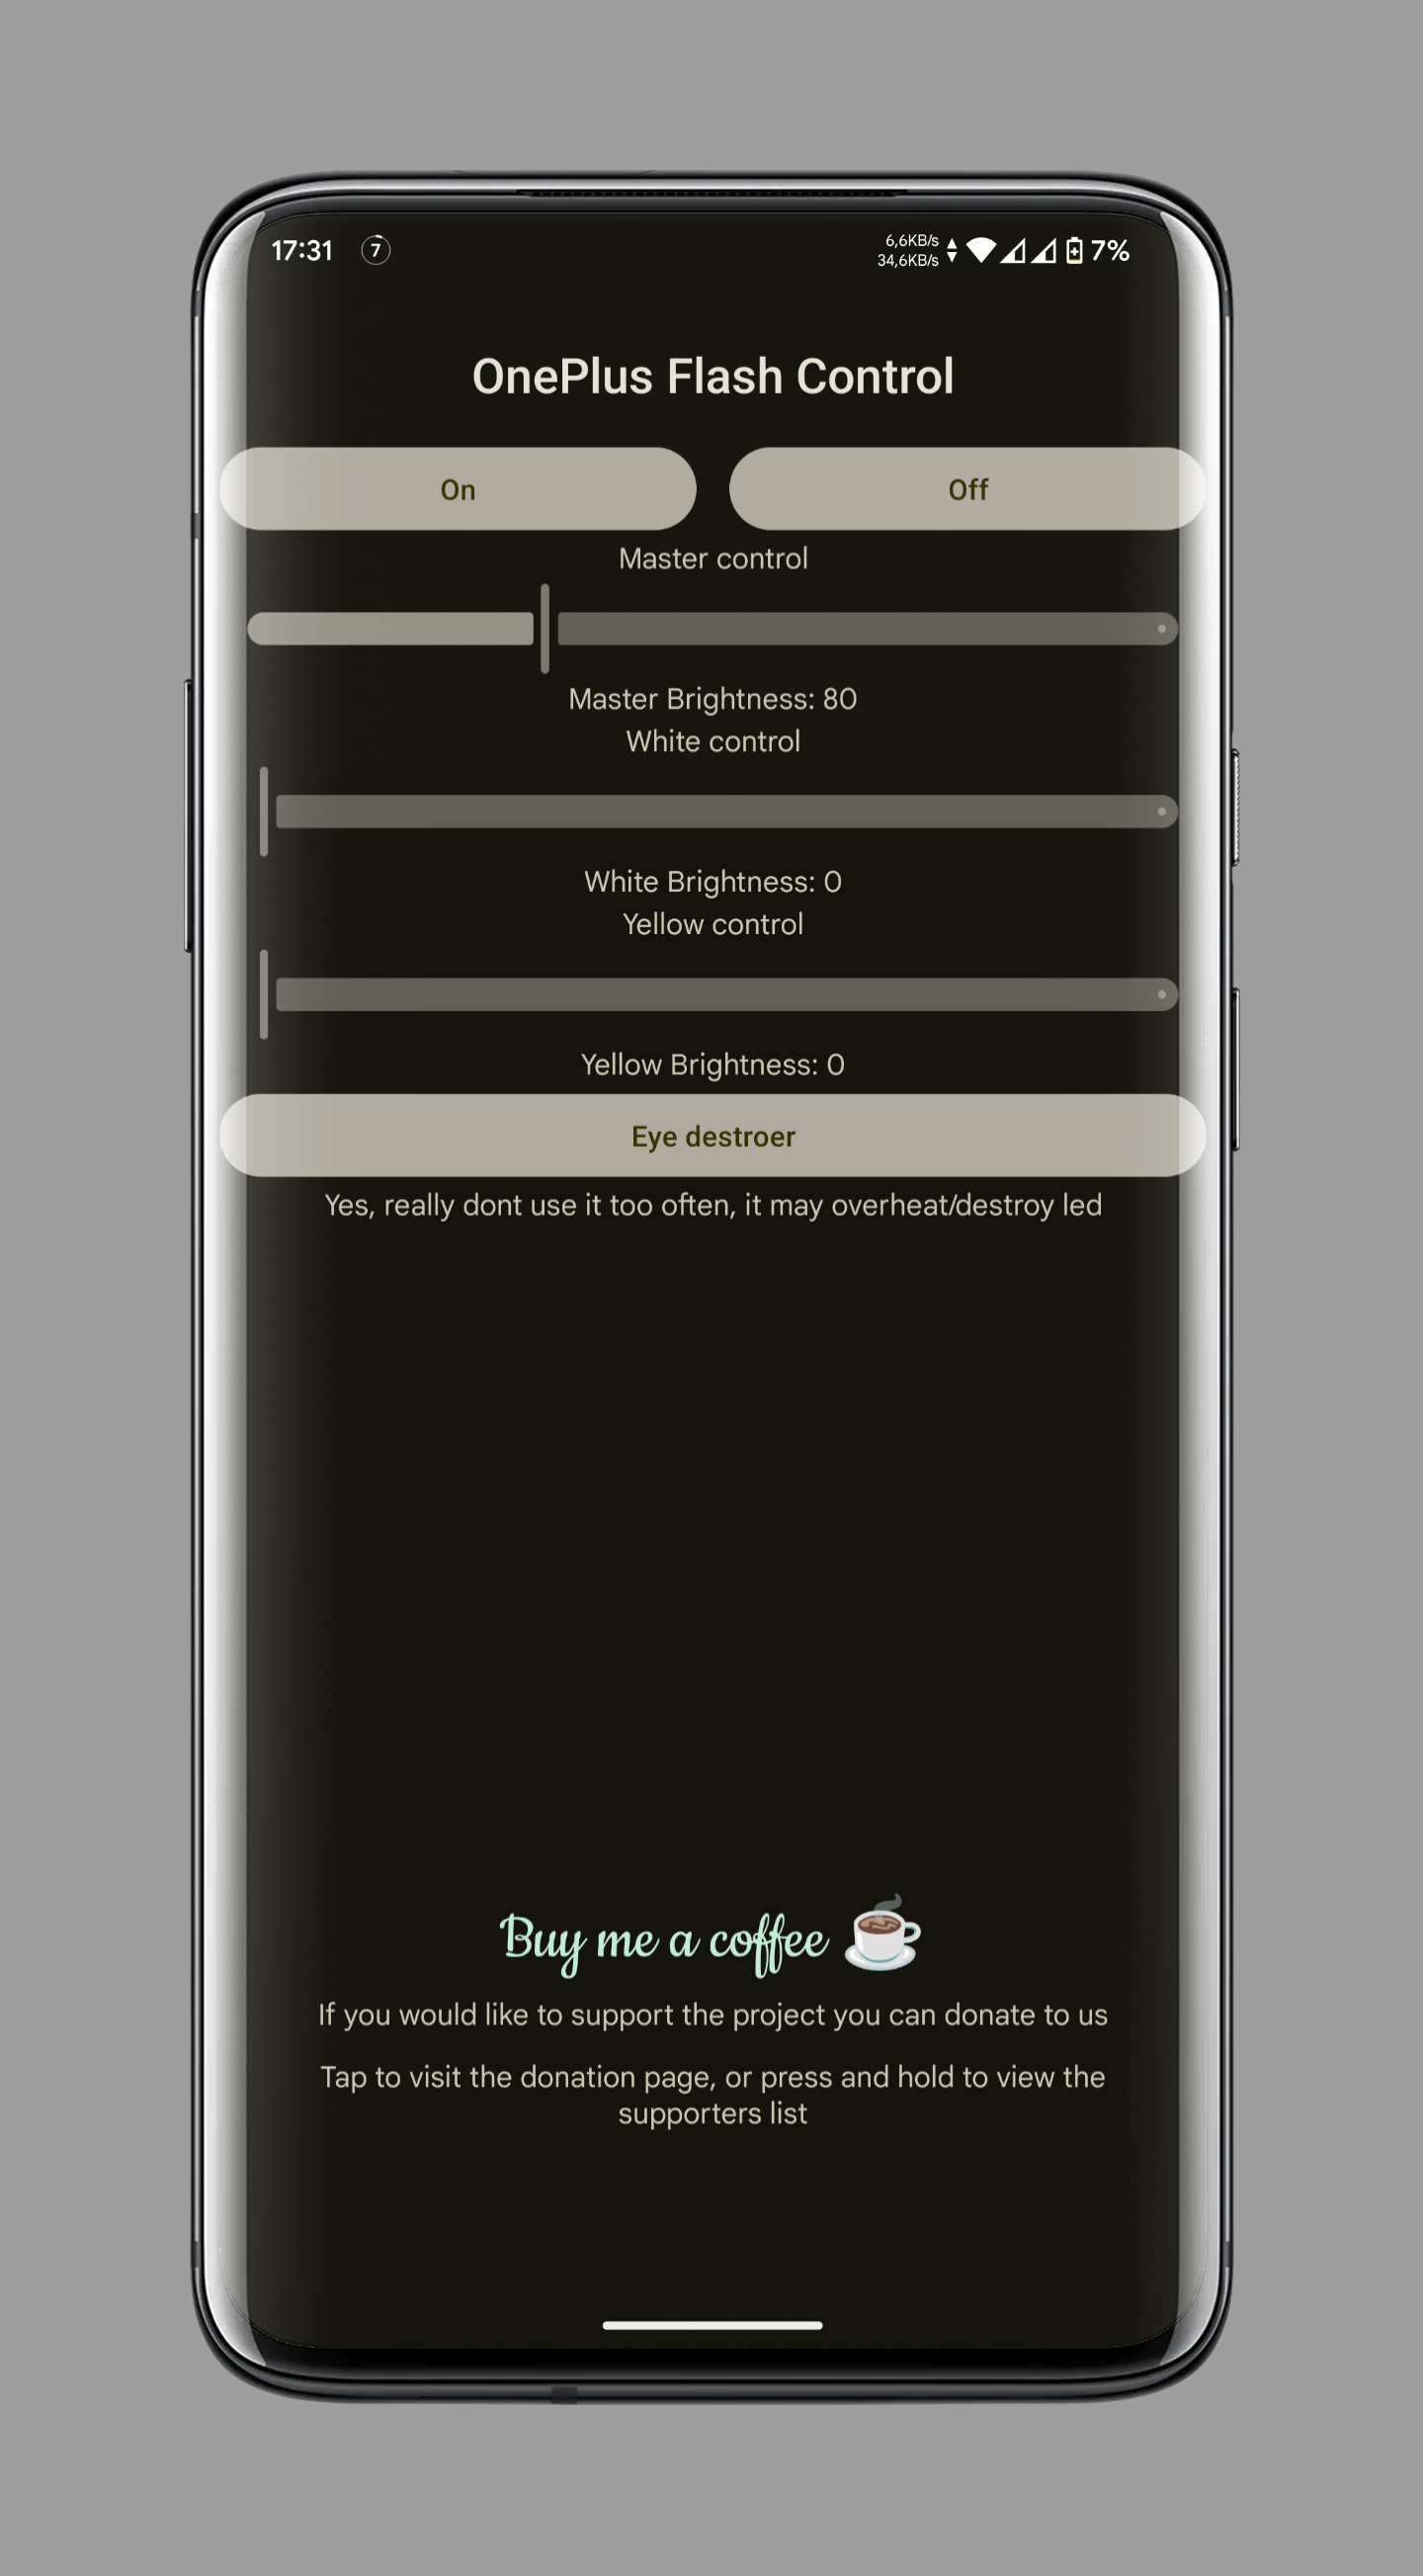 17:31 7 6,6KB/s 7%
34,6KB/s
OnePlus Flash Control
On Off
Master control
Master Brightness: 80
White control
White Brightness: 0
Yellow control
Yellow Brightness: 0
Eye destroer
Yes, really dont use it too often, it may overheat/destroy led
Buy me a coffee
If you would like to support the project you can donate to us
Tap to visit the donation page, or press and hold to view the
supporters list